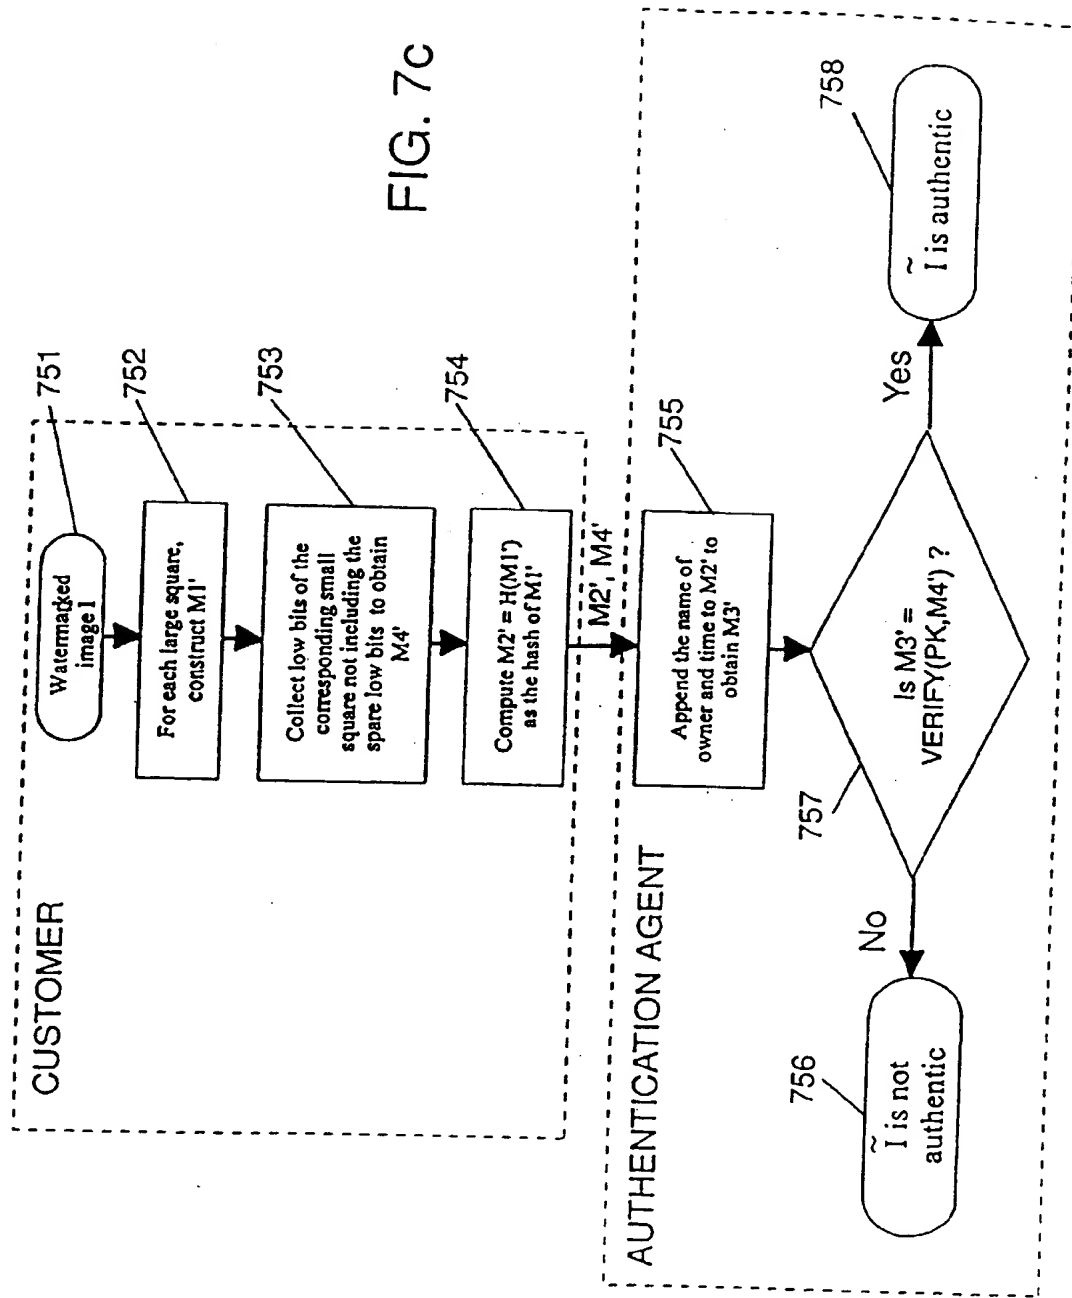 FIG. 7c
CUSTOMER
751
Watermarked
image I
752
For each large square,
construct M1'
753
Collect low bits of the
corresponding small
square not including the
spare low bits to obtain
M4'
754
Compute M2' = H(M1')
as the hash of M1'
M2', M4'
AUTHENTICATION AGENT
755
Append the name of
owner and time to M2' to
obtain M3'
757
Is M3' =
VERIFY(PK,M4') ?
No
Yes
756
Ĩ is not
authentic
758
Ĩ is authentic